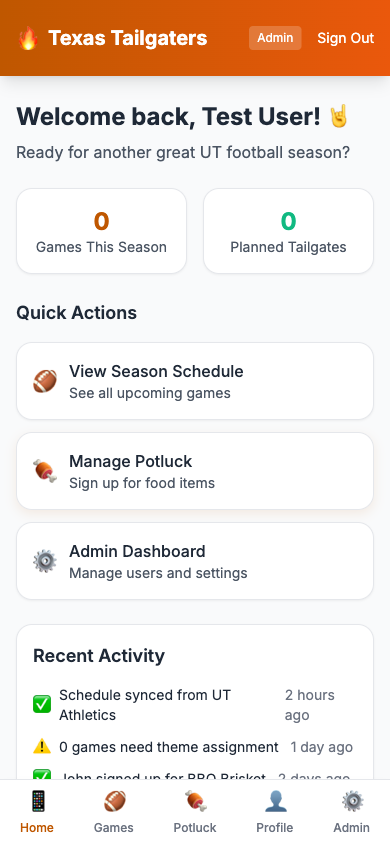 Texas Tailgaters
Admin
Sign Out
Welcome back, Test User!
Ready for another great UT football season?
0
Games This Season
0
Planned Tailgates
Quick Actions
View Season Schedule
See all upcoming games
Manage Potluck
Sign up for food items
Admin Dashboard
Manage users and settings
Recent Activity
Schedule synced from UT
Athletics
2 hours
ago
0 games need theme assignment
1 day ago
John signed up for BBQ Brisket
2 days ago
Home
Games
Potluck
Profile
Admin